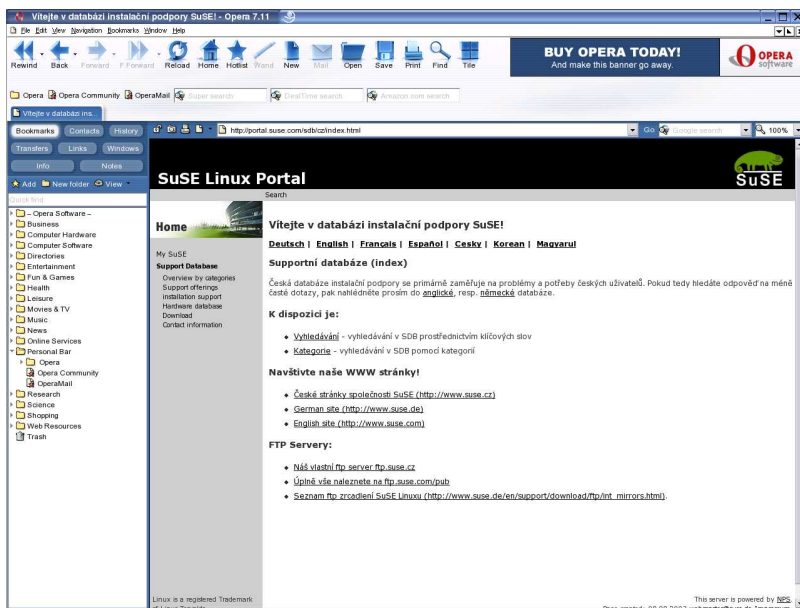 Vítejte v databázi instalační podpory SuSE! - Opera 7.11
File Edit View Navigation Bookmarks Window Help
Rewind Back Forward F.Forward Reload Home Hotlist Wand New Mail Open Save Print Find Tile
BUY OPERA TODAY!
And make this banner go away.
OPERA
software
Opera Opera Community OperaMail Super search DealTime search Amazon.com search
Vítejte v databázi ins...
Bookmarks Contacts History
Transfers Links Windows
Info Notes
http://portal.suse.com/sdb/cz/index.html
Go Google search 100%
Add New folder View
Quick find
- Opera Software -
Business
Computer Hardware
Computer Software
Directories
Entertainment
Fun & Games
Health
Leisure
Movies & TV
Music
News
Online Services
Personal Bar
Opera
Opera Community
OperaMail
Research
Science
Shopping
Web Resources
Trash
SuSE Linux Portal
SuSE
Search
Home
My SuSE
Support Database
Overview by categories
Support offerings
installation support
Hardware database
Download
Contact information
Vítejte v databázi instalační podpory SuSE!
Deutsch | English | Français | Español | Cesky | Korean | Magyarul
Supportní databáze (index)
Česká databáze instalační podpory se primárně zaměřuje na problémy a potřeby českých uživatelů. Pokud tedy hledáte odpověď na méně
časté dotazy, pak nahlédněte prosím do anglické, resp. německé databáze.
K dispozici je:
Vyhledávání - vyhledávání v SDB prostřednictvím klíčových slov
Kategorie - vyhledávání v SDB pomocí kategorií
Navštivte naše WWW stránky!
České stránky společnosti SuSE (http://www.suse.cz)
German site (http://www.suse.de)
English site (http://www.suse.com)
FTP Servery:
Náš vlastní ftp server ftp.suse.cz
Úplně vše naleznete na ftp.suse.com/pub
Seznam ftp zrcadlení SuSE Linuxu (http://www.suse.de/en/support/download/ftp/int_mirrors.html).
Linux is a registered Trademark
This server is powered by NPS.